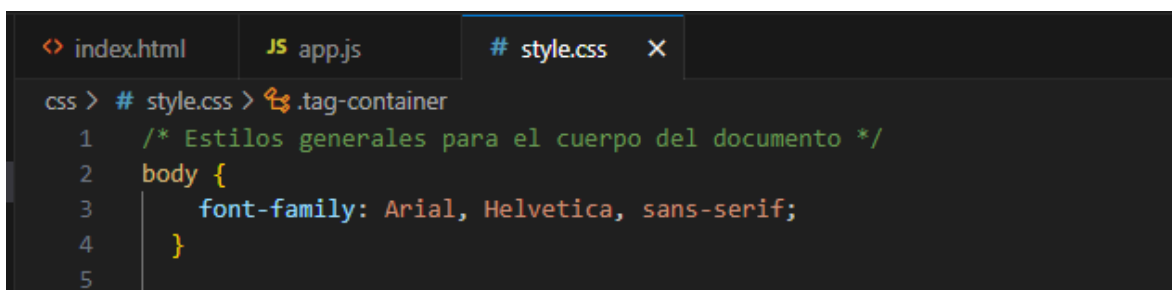 index.html JS app.js # style.css ×
css > # style.css > .tag-container
1 /* Estilos generales para el cuerpo del documento */
2 body {
3 font-family: Arial, Helvetica, sans-serif;
4 }
5